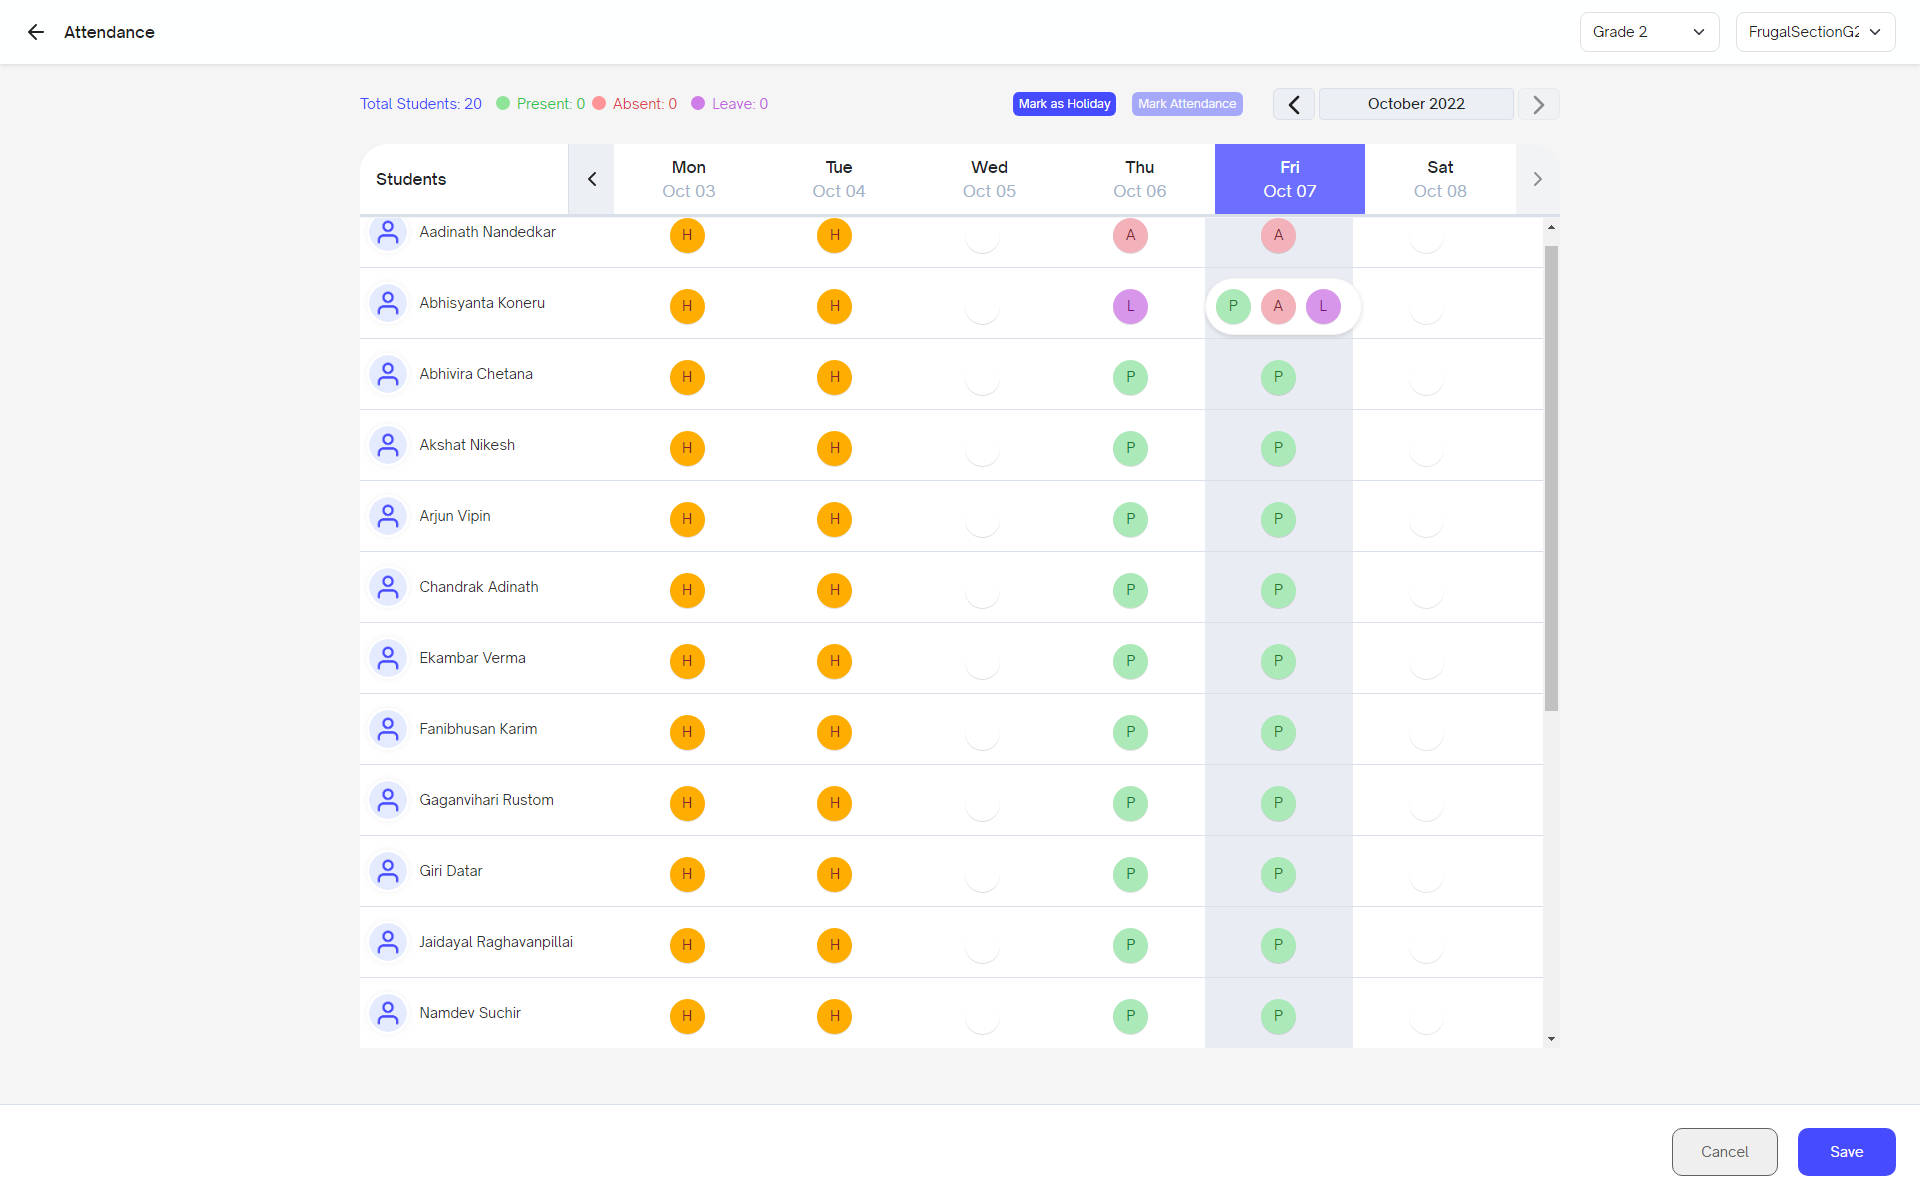 Attendance
Grade 2
FrugalSectionG2
Total Students: 20 Present: 0 Absent: 0 Leave: 0
Mark as Holiday
Mark Attendance
October 2022
Students
Mon Tue Wed Thu Fri Sat
Oct 03 Oct 04 Oct 05 Oct 06 Oct 07 Oct 08
Aadinath Nandedkar H H A A
Abhisyanta Koneru H H L P A L
Abhivira Chetana H H P P
Akshat Nikesh H H P P
Arjun Vipin H H P P
Chandrak Adinath H H P P
Ekambar Verma H H P P
Fanibhusan Karim H H P P
Gaganvihari Rustom H H P P
Giri Datar H H P P
Jaidayal Raghavanpillai H H P P
Namdev Suchir H H P P
Cancel
Save